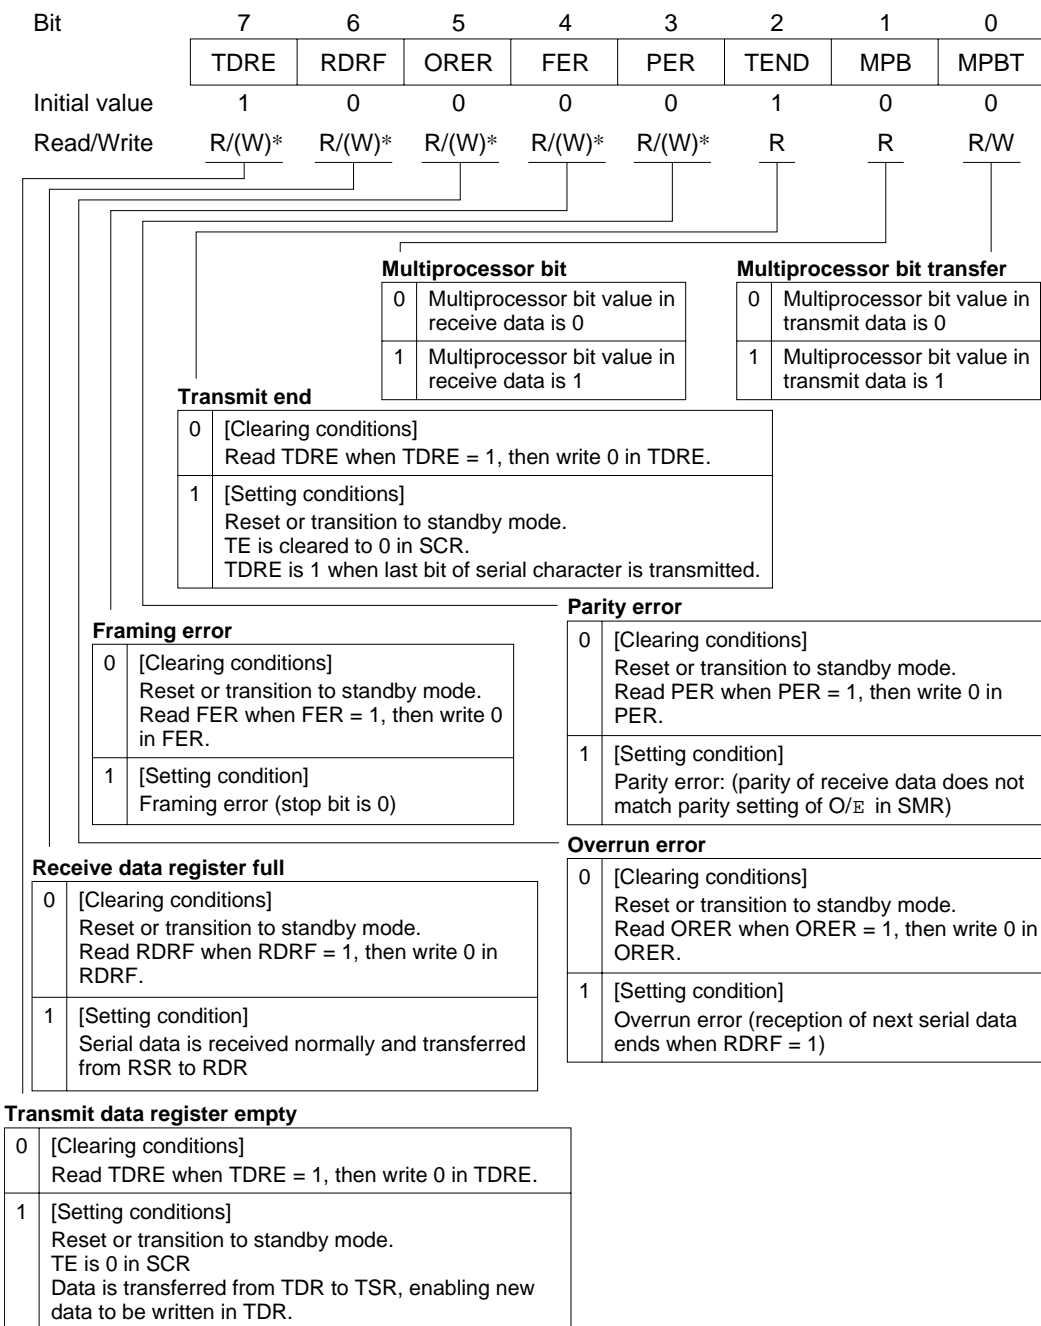 Bit 7 6 5 4 3 2 1 0
TDRE RDRF ORER FER PER TEND MPB MPBT
Initial value 1 0 0 0 0 1 0 0
Read/Write R/(W)* R/(W)* R/(W)* R/(W)* R/(W)* R R R/W
Multiprocessor bit
0 Multiprocessor bit value in
receive data is 0
1 Multiprocessor bit value in
receive data is 1
Multiprocessor bit transfer
0 Multiprocessor bit value in
transmit data is 0
1 Multiprocessor bit value in
transmit data is 1
Transmit end
0 [Clearing conditions]
Read TDRE when TDRE = 1, then write 0 in TDRE.
1 [Setting conditions]
Reset or transition to standby mode.
TE is cleared to 0 in SCR.
TDRE is 1 when last bit of serial character is transmitted.
Parity error
0 [Clearing conditions]
Reset or transition to standby mode.
Read PER when PER = 1, then write 0 in
PER.
1 [Setting condition]
Parity error: (parity of receive data does not
match parity setting of O/E in SMR)
Framing error
0 [Clearing conditions]
Reset or transition to standby mode.
Read FER when FER = 1, then write 0
in FER.
1 [Setting condition]
Framing error (stop bit is 0)
Overrun error
0 [Clearing conditions]
Reset or transition to standby mode.
Read ORER when ORER = 1, then write 0 in
ORER.
1 [Setting condition]
Overrun error (reception of next serial data
ends when RDRF = 1)
Receive data register full
0 [Clearing conditions]
Reset or transition to standby mode.
Read RDRF when RDRF = 1, then write 0 in
RDRF.
1 [Setting condition]
Serial data is received normally and transferred
from RSR to RDR
Transmit data register empty
0 [Clearing conditions]
Read TDRE when TDRE = 1, then write 0 in TDRE.
1 [Setting conditions]
Reset or transition to standby mode.
TE is 0 in SCR
Data is transferred from TDR to TSR, enabling new
data to be written in TDR.